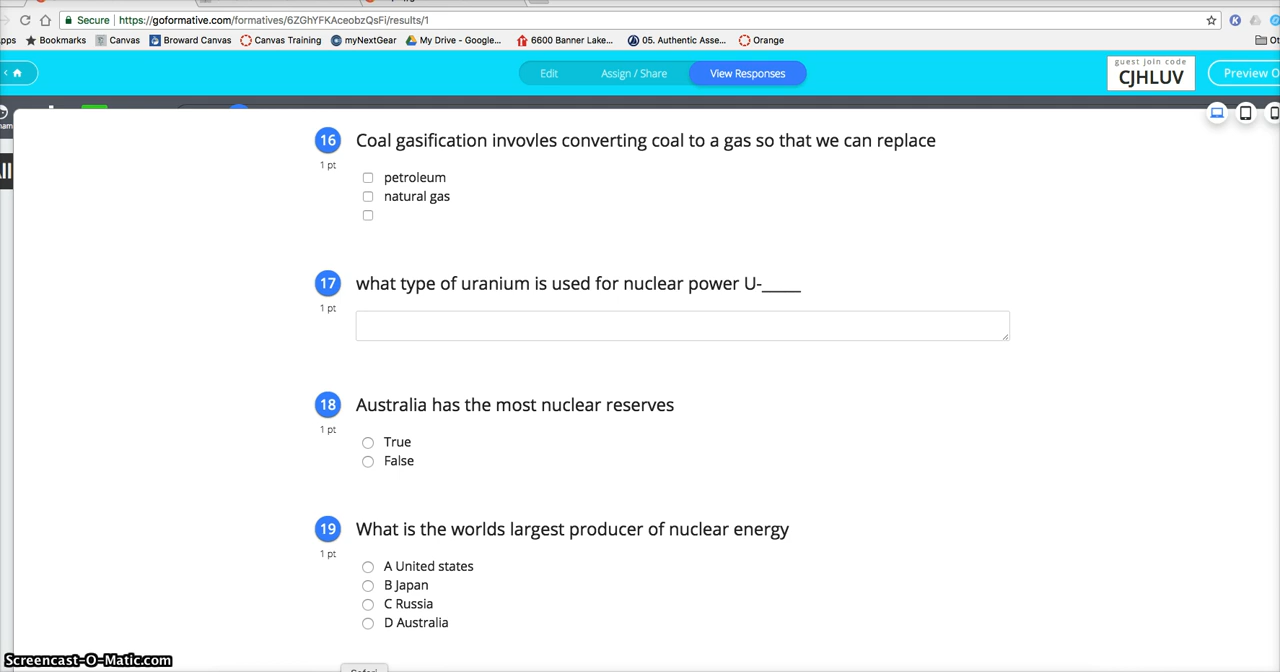 Secure https://goformative.com/formatives/6ZGhYFKAceobzQsFi/results/1
Bookmarks Canvas Broward Canvas Canvas Training myNextGear My Drive - Google... 6600 Banner Lake... 05. Authentic Asse... Orange
Edit Assign / Share View Responses
guest join code
CJHLUV
Preview
16 Coal gasification invovles converting coal to a gas so that we can replace
1 pt
petroleum
natural gas
17 what type of uranium is used for nuclear power U-_____
1 pt
18 Australia has the most nuclear reserves
1 pt
True
False
19 What is the worlds largest producer of nuclear energy
1 pt
A United states
B Japan
C Russia
D Australia
Screencast-O-Matic.com